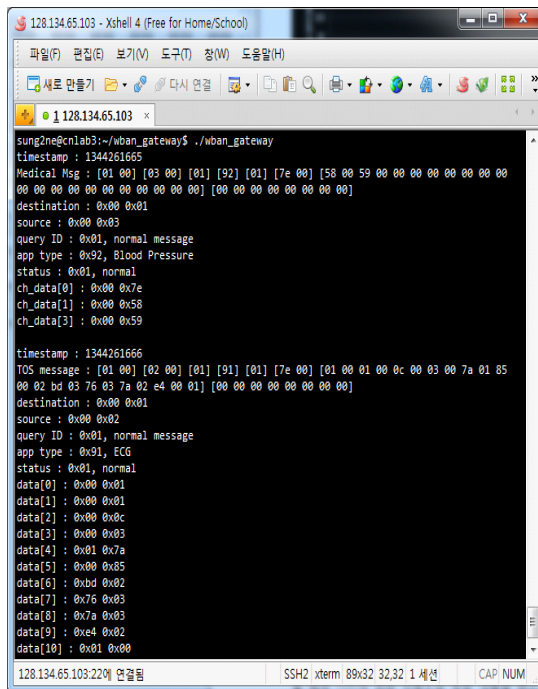 128.134.65.103 - Xshell 4 (Free for Home/School)
파일(F) 편집(E) 보기(V) 도구(T) 창(W) 도움말(H)
새로 만들기 다시 연결
1 128.134.65.103 ×
sung2ne@cnlab3:~/wban_gateway$ ./wban_gateway
timestamp : 1344261665
Medical Msg : [01 00] [03 00] [01] [92] [01] [7e 00] [58 00 59 00 00 00 00 00 00 00 00
00 00 00 00 00 00 00 00 00 00 00] [00 00 00 00 00 00 00 00]
destination : 0x00 0x01
source : 0x00 0x03
query ID : 0x01, normal message
app type : 0x92, Blood Pressure
status : 0x01, normal
ch_data[0] : 0x00 0x7e
ch_data[1] : 0x00 0x58
ch_data[3] : 0x00 0x59
timestamp : 1344261666
TOS message : [01 00] [02 00] [01] [91] [01] [7e 00] [01 00 01 00 0c 00 03 00 7a 01 85
00 02 bd 03 76 03 7a 02 e4 00 01] [00 00 00 00 00 00 00 00]
destination : 0x00 0x01
source : 0x00 0x02
query ID : 0x01, normal message
app type : 0x91, ECG
status : 0x01, normal
data[0] : 0x00 0x01
data[1] : 0x00 0x01
data[2] : 0x00 0x0c
data[3] : 0x00 0x03
data[4] : 0x01 0x7a
data[5] : 0x00 0x85
data[6] : 0xbd 0x02
data[7] : 0x76 0x03
data[8] : 0x7a 0x03
data[9] : 0xe4 0x02
data[10] : 0x01 0x00
128.134.65.103:22에 연결됨 SSH2 xterm 89x32 32,32 1 세션 CAP NUM